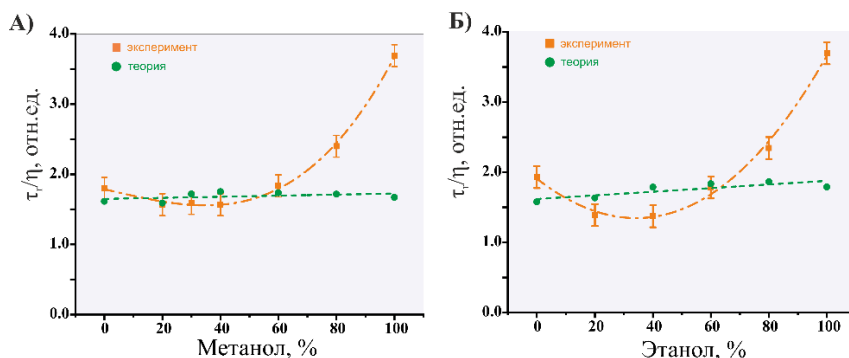 А)
эксперимент
теория
τr/η, отн.ед.
4.0
3.0
2.0
1.0
0.0
0 20 40 60 80 100
Метанол, %
Б)
эксперимент
теория
τr/η, отн.ед.
4.0
3.0
2.0
1.0
0.0
0 20 40 60 80 100
Этанол, %